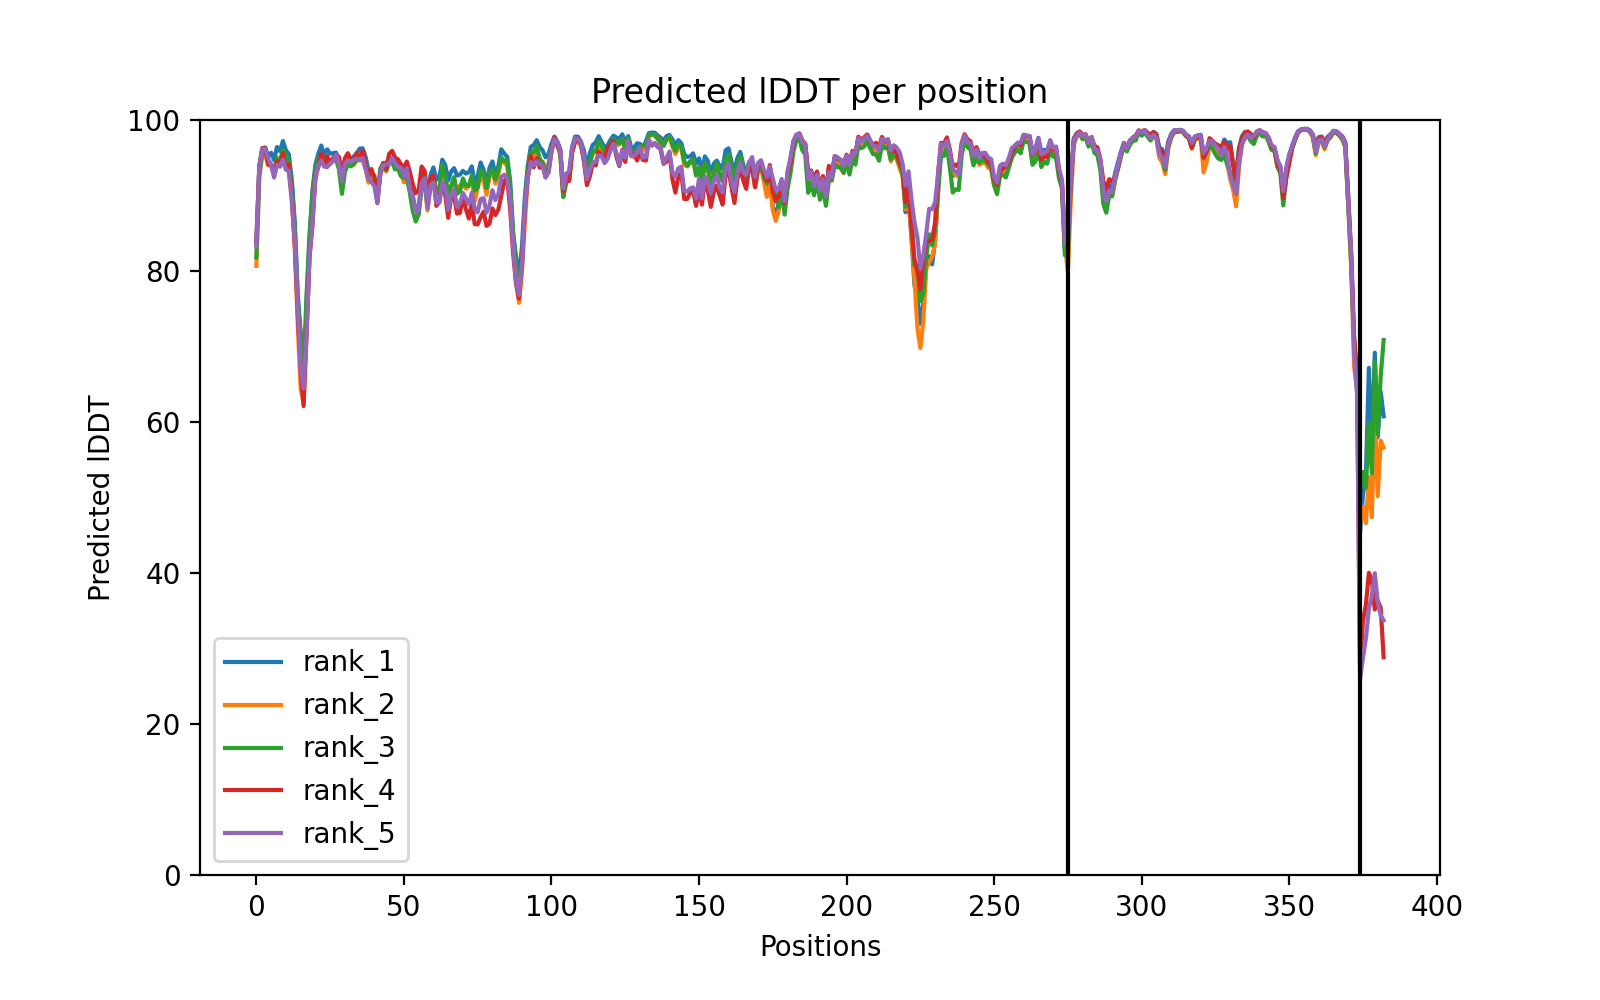 Predicted lDDT per position
100
80
60
40
20
0
Predicted lDDT
rank_1
rank_2
rank_3
rank_4
rank_5
0 50 100 150 200 250 300 350 400
Positions